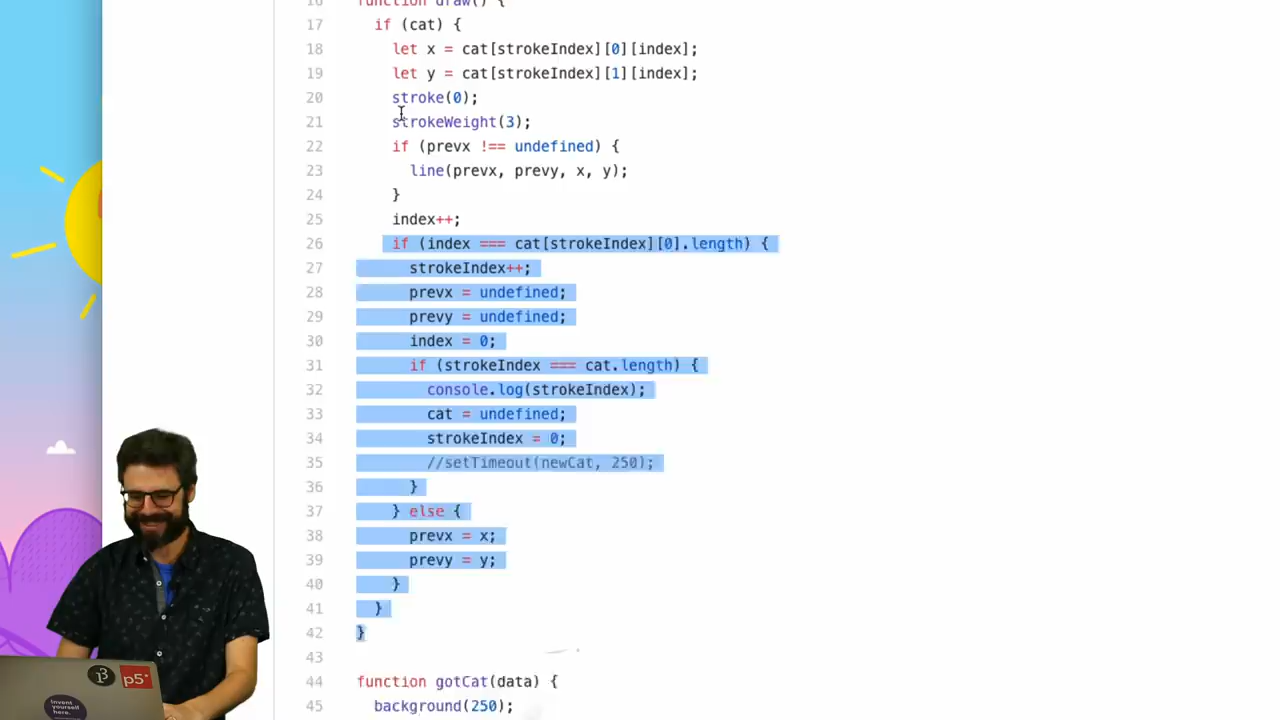 16 function draw() {
17 if (cat) {
18 let x = cat[strokeIndex][0][index];
19 let y = cat[strokeIndex][1][index];
20 stroke(0);
21 strokeWeight(3);
22 if (prevx !== undefined) {
23 line(prevx, prevy, x, y);
24 }
25 index++;
26 if (index === cat[strokeIndex][0].length) {
27 strokeIndex++;
28 prevx = undefined;
29 prevy = undefined;
30 index = 0;
31 if (strokeIndex === cat.length) {
32 console.log(strokeIndex);
33 cat = undefined;
34 strokeIndex = 0;
35 //setTimeout(newCat, 250);
36 }
37 } else {
38 prevx = x;
39 prevy = y;
40 }
41 }
42 }
43
44 function gotCat(data) {
45 background(250);
p5*
Invent
yourself
here.